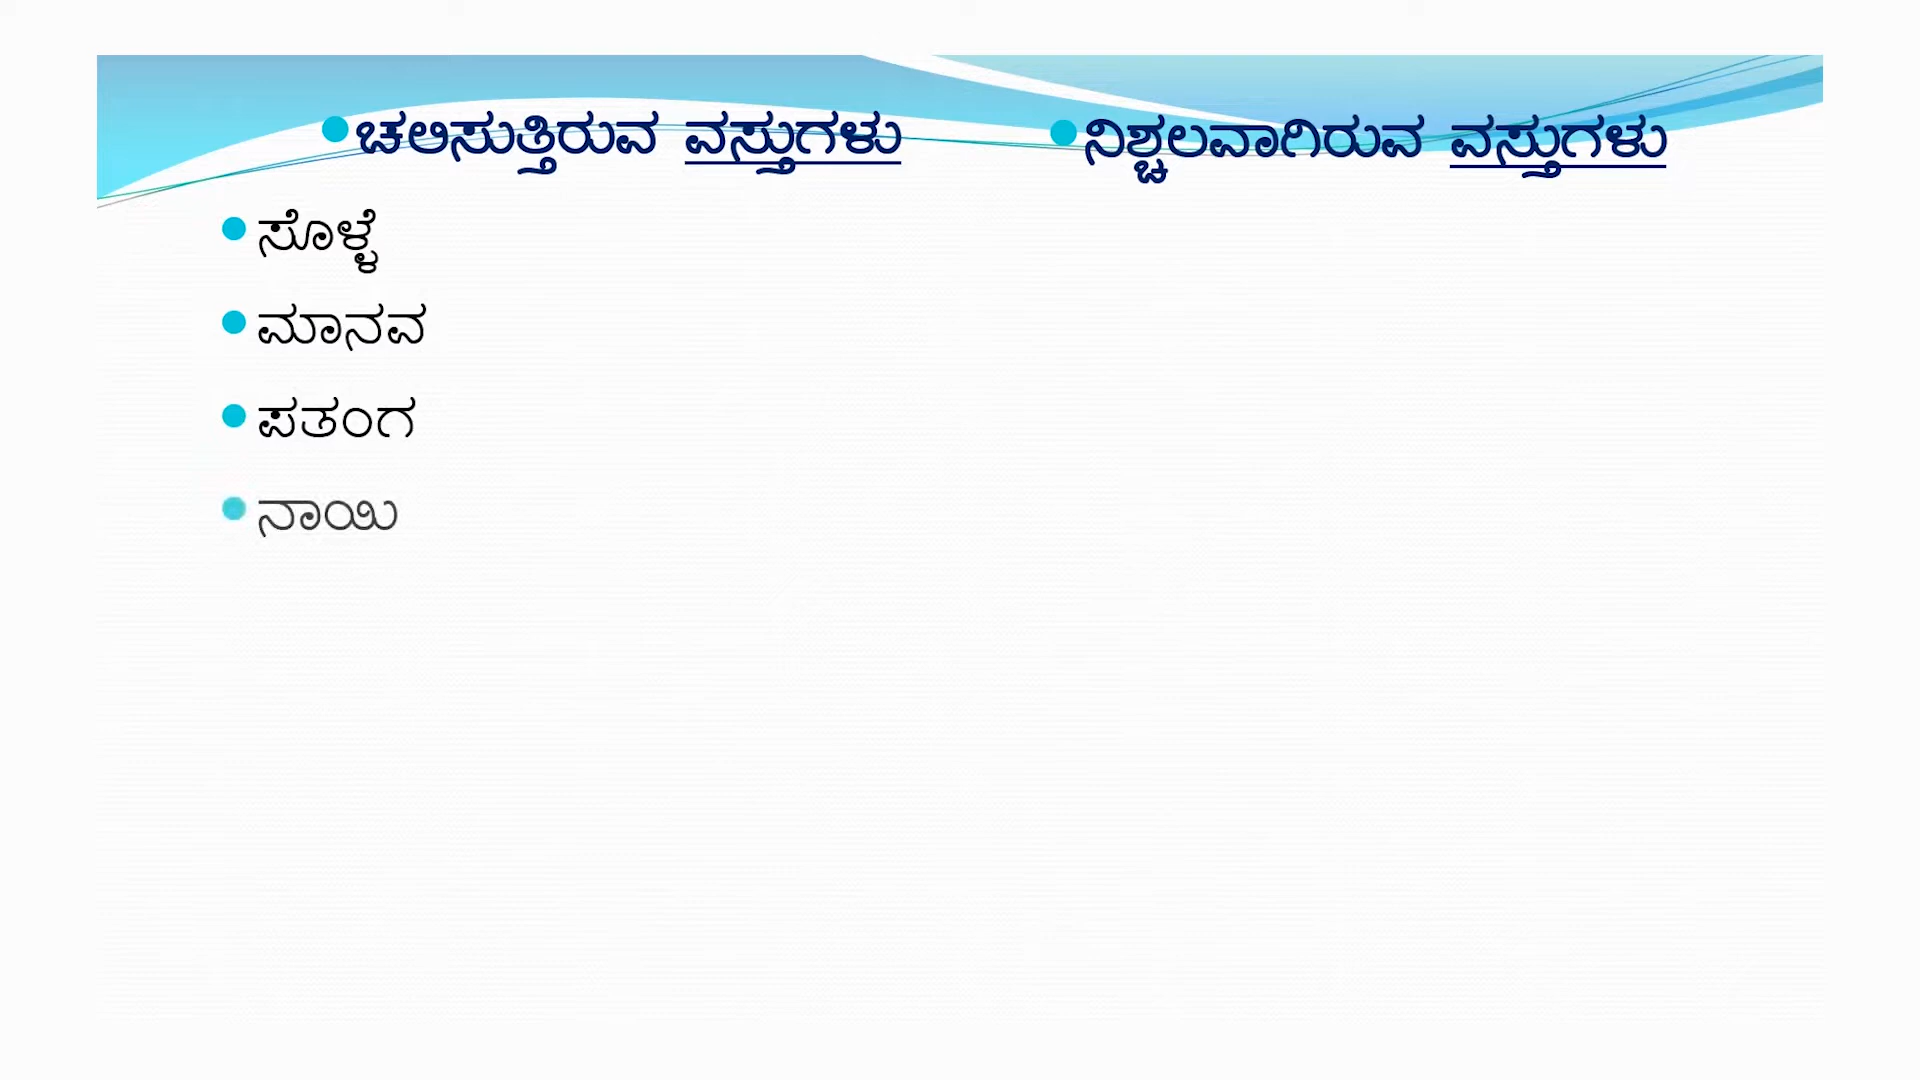 ಚಲಿಸುತ್ತಿರುವ ವಸ್ತುಗಳು
ನಿಶ್ಚಲವಾಗಿರುವ ವಸ್ತುಗಳು
ಸೊಳ್ಳೆ
ಮಾನವ
ಪತಂಗ
ನಾಯಿ